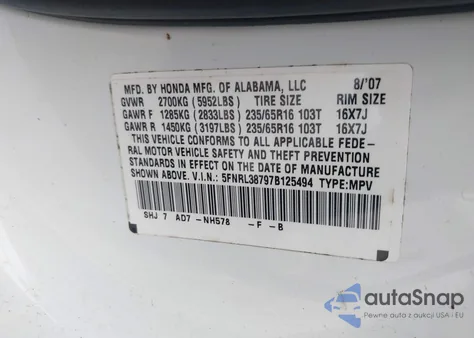 MFD. BY HONDA MFG. OF ALABAMA, LLC 8/'07
GVWR 2700KG (5952LBS) TIRE SIZE RIM SIZE
GAWR F 1285KG (2833LBS) 235/65R16 103T 16X7J
GAWR R 1450KG (3197LBS) 235/65R16 103T 16X7J
THIS VEHICLE CONFORMS TO ALL APPLICABLE FEDE-
RAL MOTOR VEHICLE SAFETY AND THEFT PREVENTION
STANDARDS IN EFFECT ON THE DATE OF MANUFACTURE
SHOWN ABOVE. V.I.N.: 5FNRL38797B125494 TYPE:MPV
SHJ 7 AD7-NH578 -F -B
autoSnap
Pewne auta z aukcji USA i EU